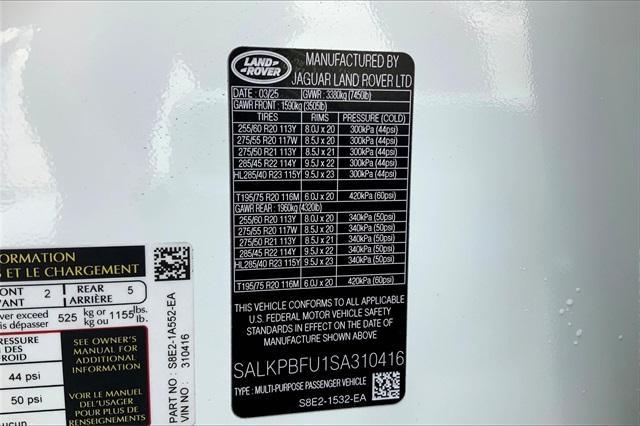 LAND
ROVER
MANUFACTURED BY
JAGUAR LAND ROVER LTD
DATE : 03/25 GVWR : 3380kg (7450lb)
GAWR FRONT : 1590kg (3505lb)
TIRES RIMS PRESSURE (COLD)
255/60 R20 113Y 8.0J x 20 300kPa (44psi)
275/55 R20 117W 8.5J x 20 300kPa (44psi)
275/50 R21 113Y 8.5J x 21 300kPa (44psi)
285/45 R22 114Y 9.5J x 22 300kPa (44psi)
HL285/40 R23 115Y 9.5J x 23 300kPa (44psi)
T195/75 R20 116M 6.0J x 20 420kPa (60psi)
GAWR REAR : 1960kg (4320lb)
255/60 R20 113Y 8.0J x 20 340kPa (50psi)
275/55 R20 117W 8.5J x 20 340kPa (50psi)
275/50 R21 113Y 8.5J x 21 340kPa (50psi)
285/45 R22 114Y 9.5J x 22 340kPa (50psi)
HL285/40 R23 115Y 9.5J x 23 340kPa (50psi)
T195/75 R20 116M 6.0J x 20 420kPa (60psi)
THIS VEHICLE CONFORMS TO ALL APPLICABLE
U.S. FEDERAL MOTOR VEHICLE SAFETY
STANDARDS IN EFFECT ON THE DATE OF
MANUFACTURE SHOWN ABOVE
SALKPBFU1SA310416
TYPE : MULTI-PURPOSE PASSENGER VEHICLE
S8E2-1532-EA
FORMATION
S ET LE CHARGEMENT
ONT 2 REAR 5
VANT ARRIÈRE
ver exceed 525 kg or 1159 lbs.
is dépasser kg ou lb.
RESSURE
N DES
ROID
44 psi
50 psi
ucun
SEE OWNER'S
MANUAL FOR
ADDITIONAL
INFORMATION
VOIR LE MANUEL
DE L'USAGER
POUR PLUS DE
RENSEIGNEMENTS
PART NO : S8E2-1A552-EA
VIN NO : 310416